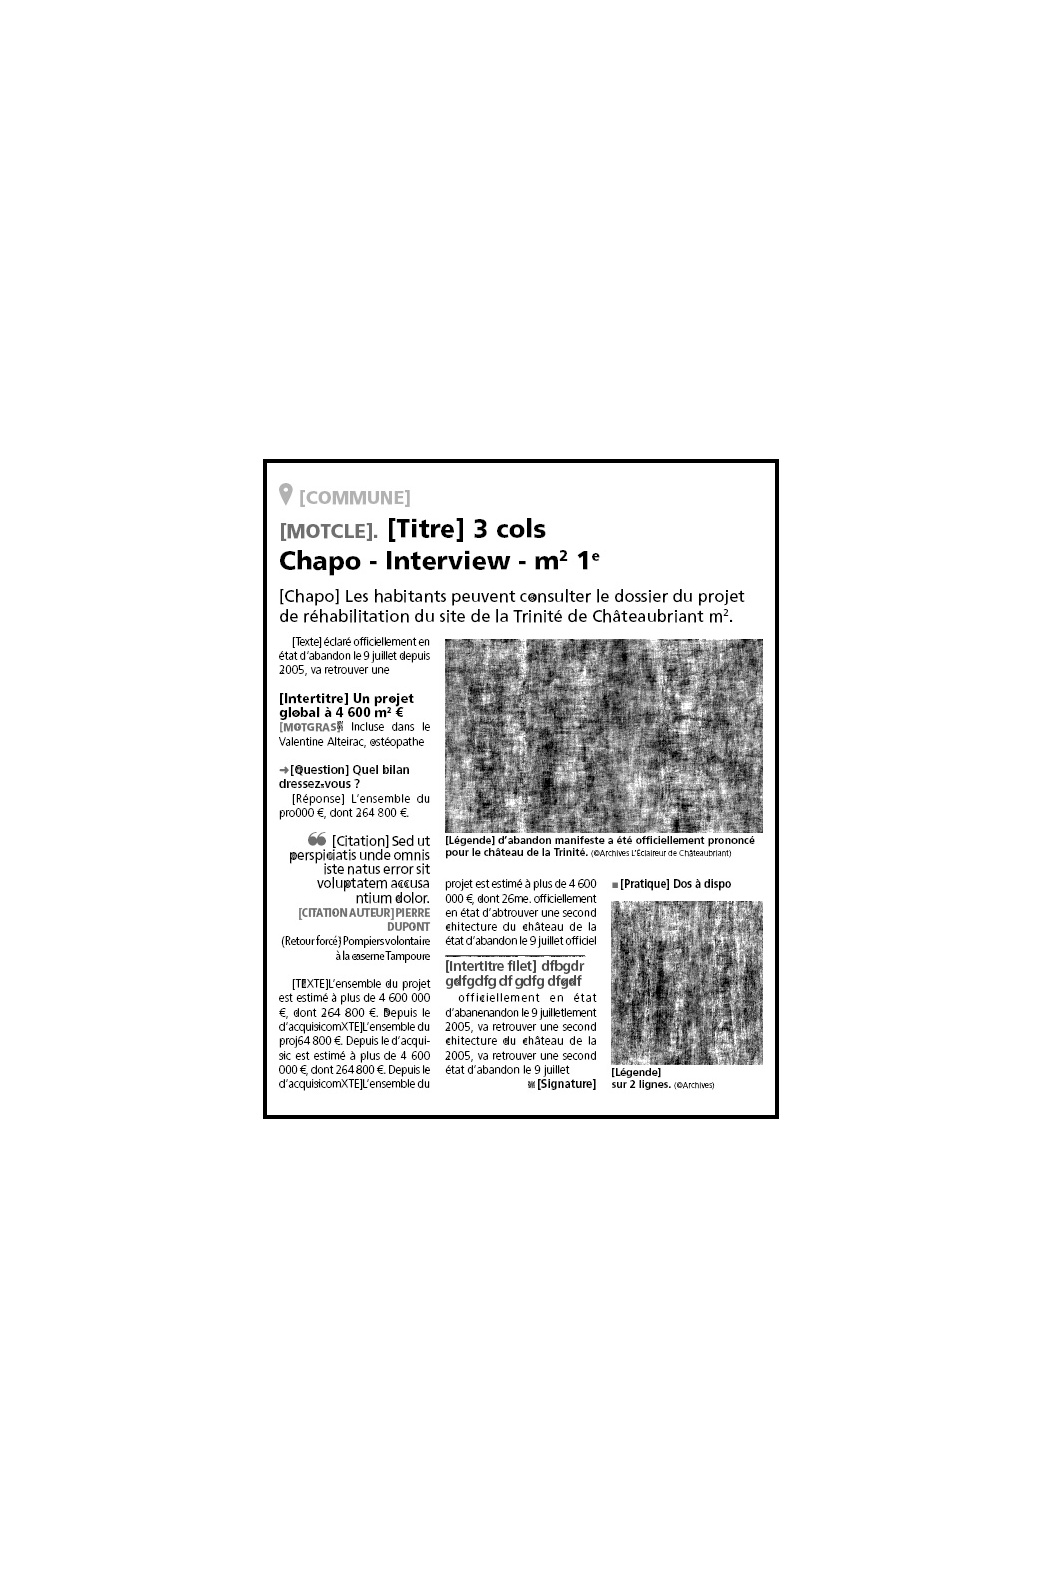 [COMMUNE]
[MOTCLE]. [Titre] 3 cols
Chapo - Interview - m² 1ᵉ
[Chapo] Les habitants peuvent consulter le dossier du projet
de réhabilitation du site de la Trinité de Châteaubriant m².
[Texte] éclaré officiellement en
état d'abandon le 9 juillet depuis
2005, va retrouver une
[Intertitre] Un projet
global à 4 600 m² €
[MOTGRAS] Incluse dans le
Valentine Alteirac, ostéopathe
➔[Question] Quel bilan
dressez-vous ?
[Réponse] L'ensemble du
pro000 €, dont 264 800 €.
❝ [Citation] Sed ut
perspiciatis unde omnis
iste natus error sit
voluptatem accusa
ntium dolor.
[CITATION AUTEUR] PIERRE
DUPONT
(Retour forcé) Pompiers volontaire
à la caserne Tampoure
[TEXTE]L'ensemble du projet
est estimé à plus de 4 600 000
€, dont 264 800 €. Depuis le
d'acquisicomXTE]L'ensemble du
proj64 800 €. Depuis le d'acqui-
sic est estimé à plus de 4 600
000 €, dont 264 800 €. Depuis le
d'acquisicomXTE]L'ensemble du
[Légende] d'abandon manifeste a été officiellement prononcé
pour le château de la Trinité. (©Archives L'Éclaireur de Châteaubriant)
projet est estimé à plus de 4 600
000 €, dont 26me. officiellement
en état d'abtrouver une second
chitecture du château de la
état d'abandon le 9 juillet officiel
[Intertitre filet] dfbgdr
gdfgdfg df gdfg dfgdf
officiellement en état
d'abanenandon le 9 juilletlement
2005, va retrouver une second
chitecture du château de la
2005, va retrouver une second
état d'abandon le 9 juillet
[Signature]
■ [Pratique] Dos à dispo
[Légende]
sur 2 lignes. (©Archives)